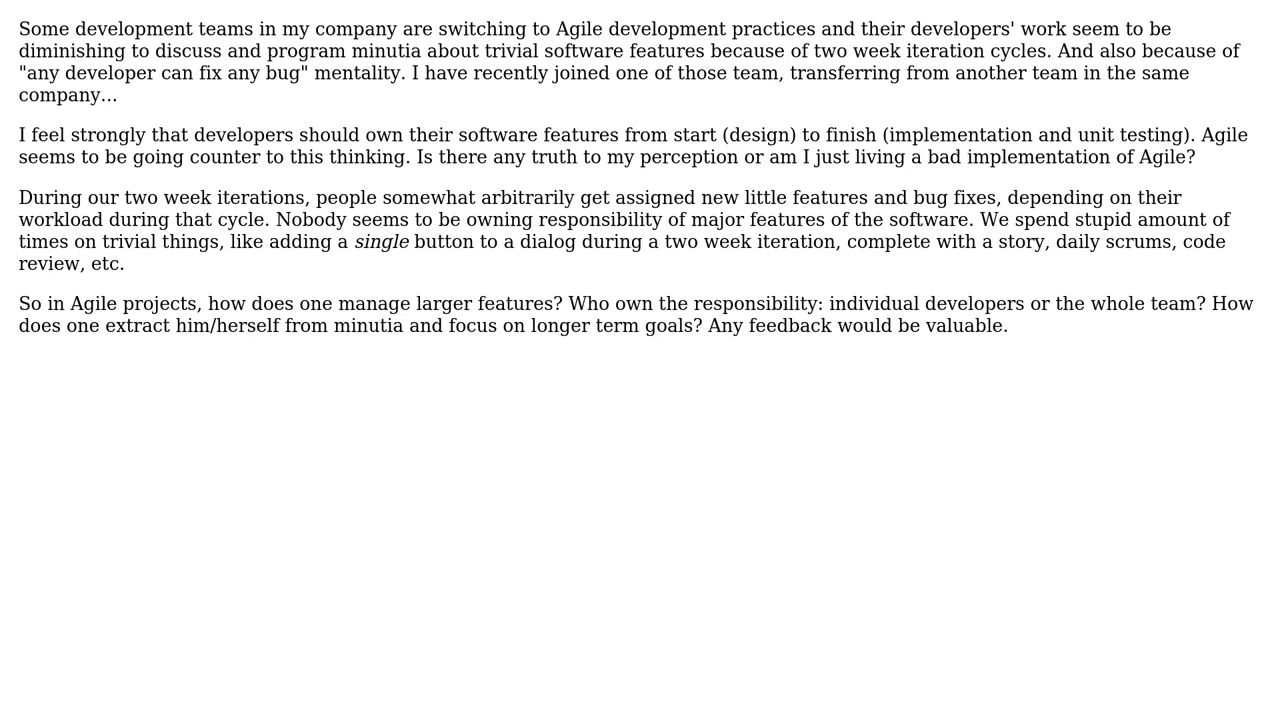 Some development teams in my company are switching to Agile development practices and their developers' work seem to be
diminishing to discuss and program minutia about trivial software features because of two week iteration cycles. And also because of
"any developer can fix any bug" mentality. I have recently joined one of those team, transferring from another team in the same
company...
I feel strongly that developers should own their software features from start (design) to finish (implementation and unit testing). Agile
seems to be going counter to this thinking. Is there any truth to my perception or am I just living a bad implementation of Agile?
During our two week iterations, people somewhat arbitrarily get assigned new little features and bug fixes, depending on their
workload during that cycle. Nobody seems to be owning responsibility of major features of the software. We spend stupid amount of
times on trivial things, like adding a single button to a dialog during a two week iteration, complete with a story, daily scrums, code
review, etc.
So in Agile projects, how does one manage larger features? Who own the responsibility: individual developers or the whole team? How
does one extract him/herself from minutia and focus on longer term goals? Any feedback would be valuable.